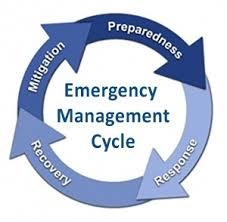 Emergency
Management
Cycle
Preparedness
Response
Recovery
Mitigation